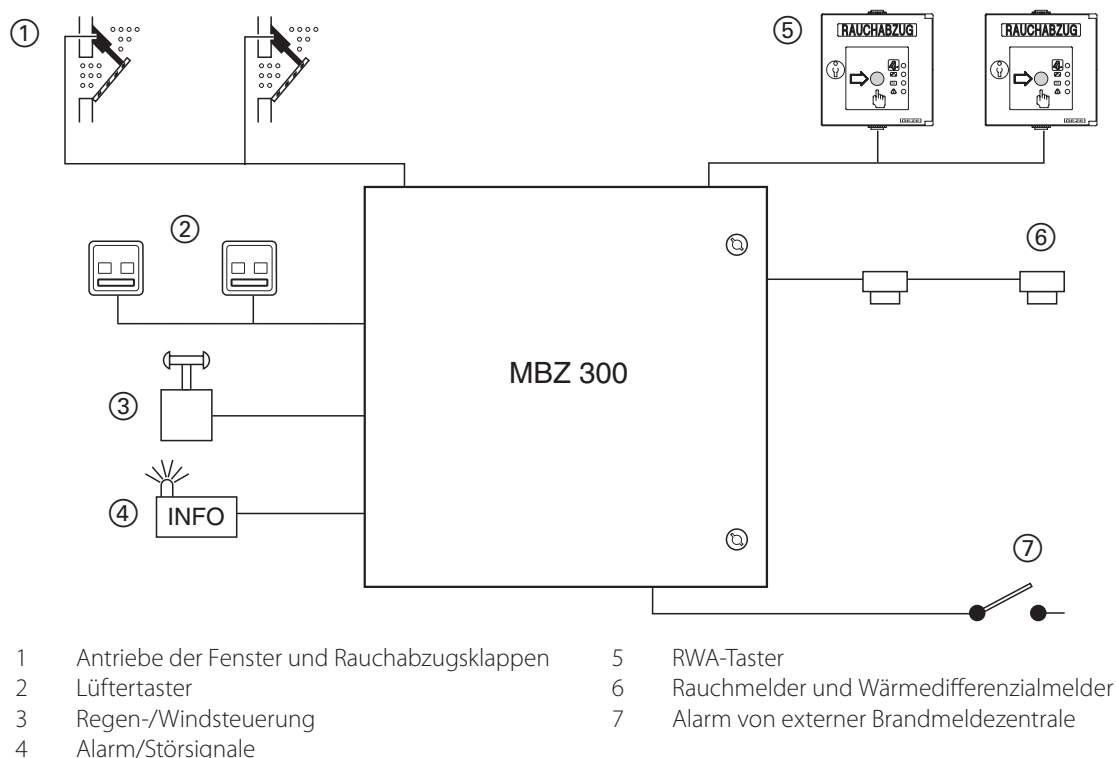 1
5
RAUCHABZUG
RAUCHABZUG
GEZE
GEZE
2
6
MBZ 300
3
4
INFO
7
1 Antriebe der Fenster und Rauchabzugsklappen
2 Lüftertaster
3 Regen-/Windsteuerung
4 Alarm/Störsignale
5 RWA-Taster
6 Rauchmelder und Wärmedifferenzialmelder
7 Alarm von externer Brandmeldezentrale